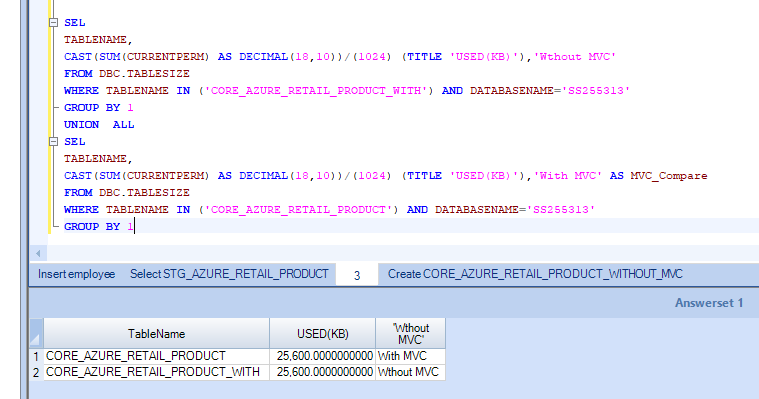 SEL
TABLENAME,
CAST(SUM(CURRENTPERM) AS DECIMAL(18,10))/(1024) (TITLE 'USED(KB)'),'Wthout MVC'
FROM DBC.TABLESIZE
WHERE TABLENAME IN ('CORE_AZURE_RETAIL_PRODUCT_WITH') AND DATABASENAME='SS255313'
GROUP BY 1
UNION  ALL
SEL
TABLENAME,
CAST(SUM(CURRENTPERM) AS DECIMAL(18,10))/(1024) (TITLE 'USED(KB)'),'With MVC' AS MVC_Compare
FROM DBC.TABLESIZE
WHERE TABLENAME IN ('CORE_AZURE_RETAIL_PRODUCT') AND DATABASENAME='SS255313'
GROUP BY 1
Insert employee Select STG_AZURE_RETAIL_PRODUCT 3 Create CORE_AZURE_RETAIL_PRODUCT_WITHOUT_MVC
Answerset 1
TableName USED(KB) 'Wthout MVC'
1 CORE_AZURE_RETAIL_PRODUCT 25,600.0000000000 With MVC
2 CORE_AZURE_RETAIL_PRODUCT_WITH 25,600.0000000000 Wthout MVC